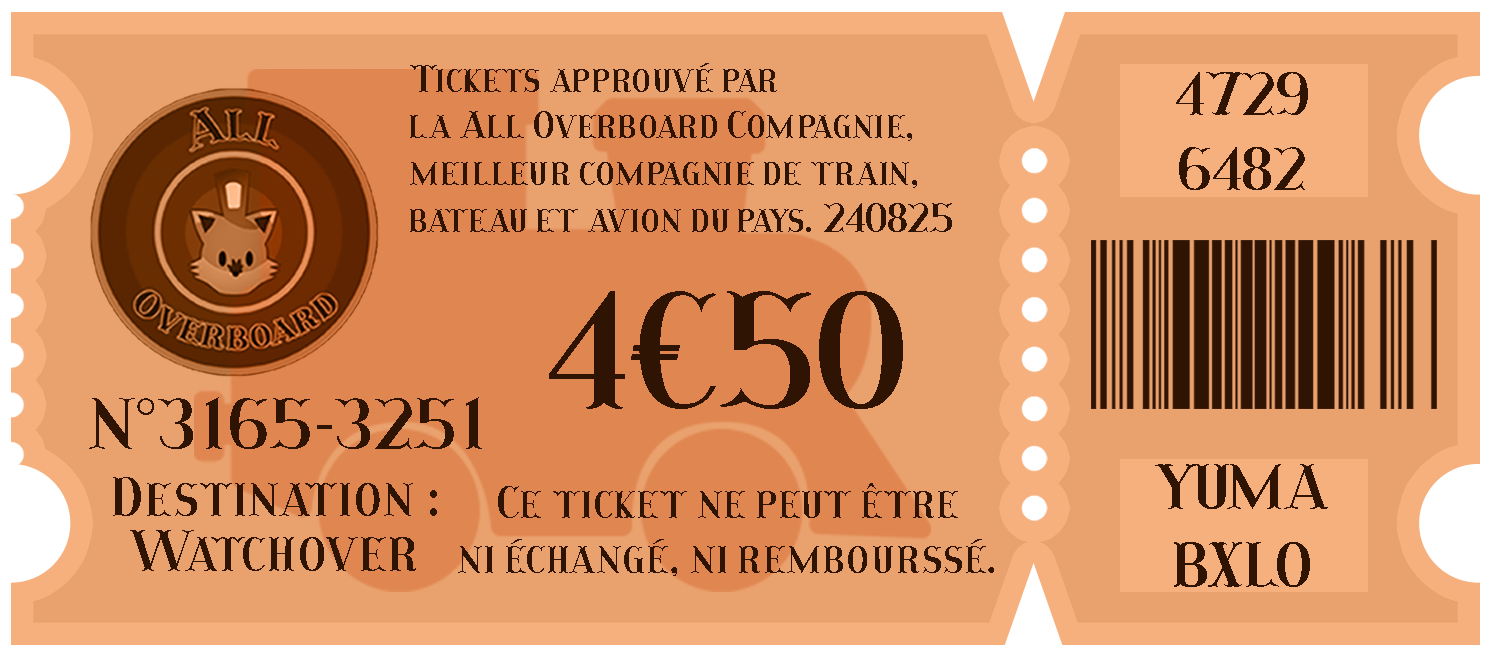 Tickets approuvé par
la All Overboard Compagnie,
meilleur compagnie de train,
bateau et avion du pays. 240825
All
Overboard
4€50
N°3165-3251
Destination :
Watchover
Ce ticket ne peut être
ni échangé, ni rembourssé.
4729
6482
YUMA
BXLO